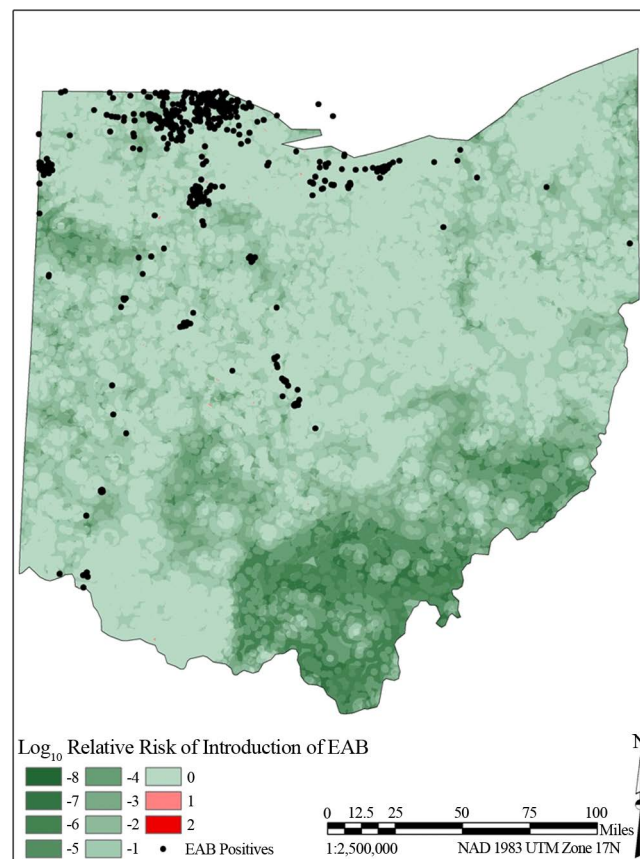 Log10 Relative Risk of Introduction of EAB
-8 -4 0
-7 -3 1
-6 -2 2
-5 -1 EAB Positives
N
0 12.5 25 50 75 100
Miles
1:2,500,000 NAD 1983 UTM Zone 17N